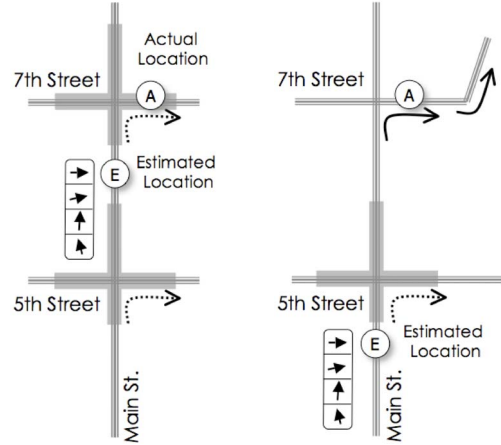 Actual
Location
7th Street
A
E
Estimated
Location
5th Street
Main St.
7th Street
A
5th Street
Estimated
Location
E
Main St.